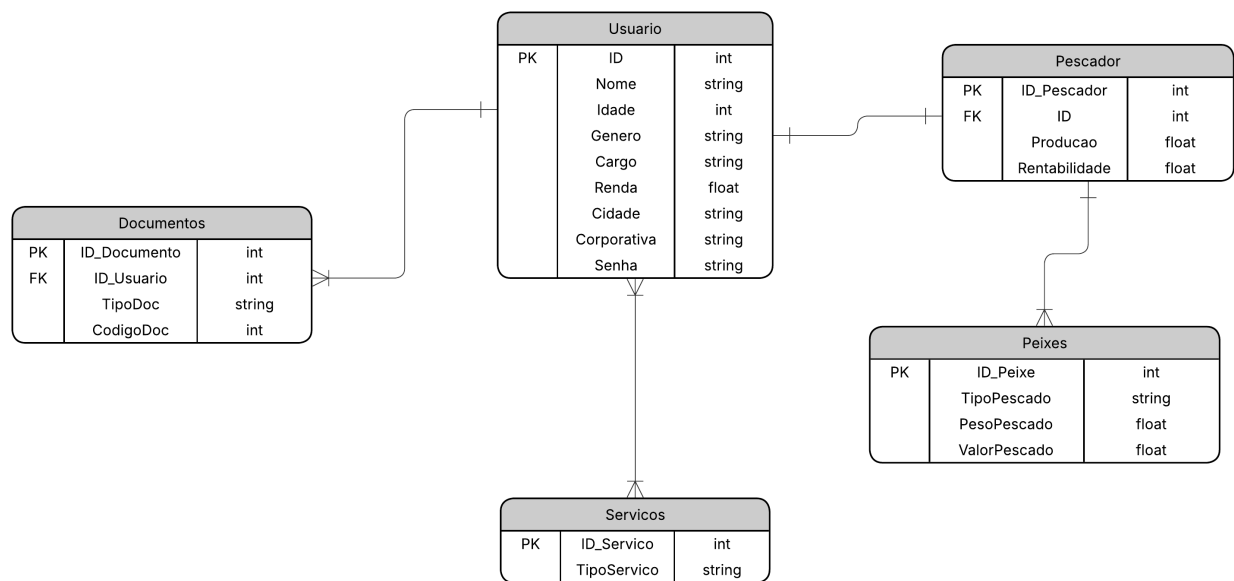 Usuario
PK ID int
Nome string
Idade int
Genero string
Cargo string
Renda float
Cidade string
Corporativa string
Senha string
Pescador
PK ID_Pescador int
FK ID int
Producao float
Rentabilidade float
Documentos
PK ID_Documento int
FK ID_Usuario int
TipoDoc string
CodigoDoc int
Peixes
PK ID_Peixe int
TipoPescado string
PesoPescado float
ValorPescado float
Servicos
PK ID_Servico int
TipoServico string